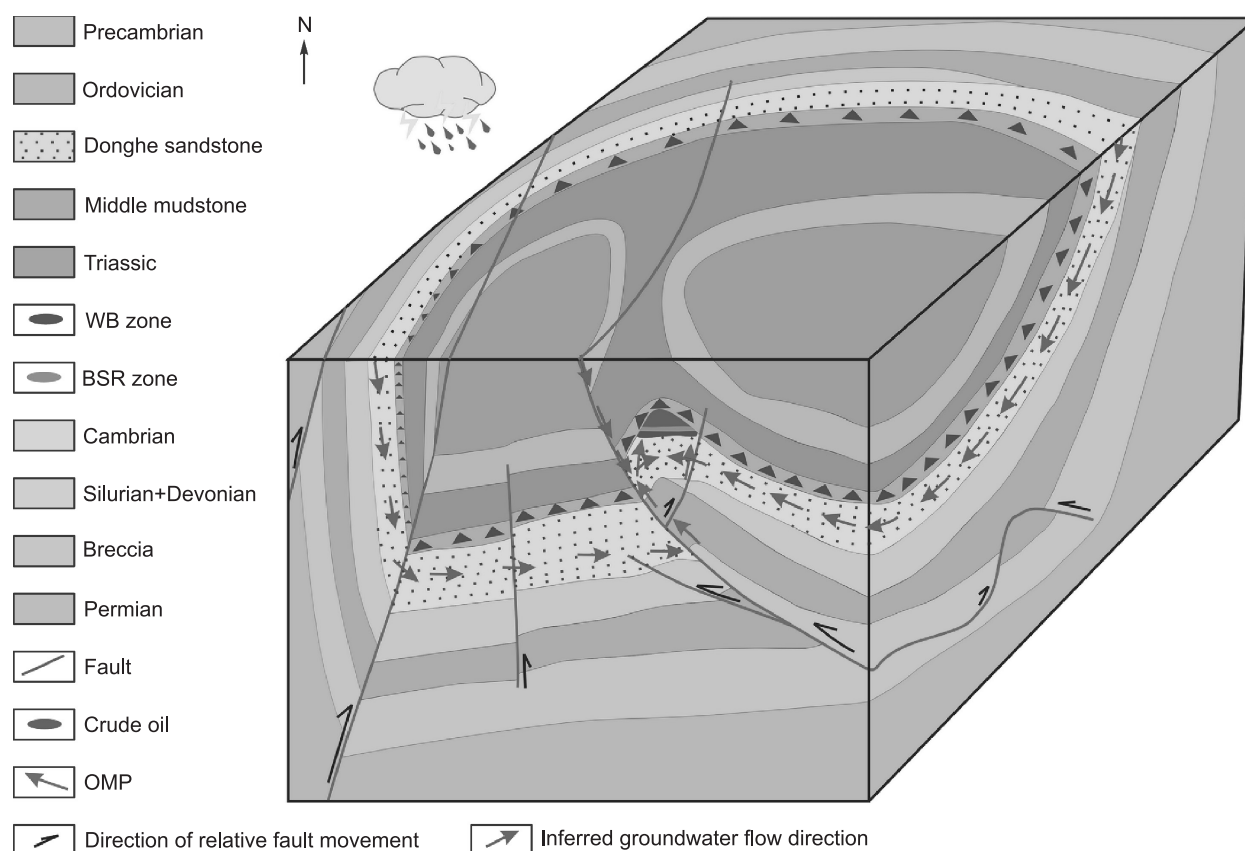 N
Precambrian
Ordovician
Donghe sandstone
Middle mudstone
Triassic
WB zone
BSR zone
Cambrian
Silurian+Devonian
Breccia
Permian
Fault
Crude oil
OMP
Direction of relative fault movement
Inferred groundwater flow direction